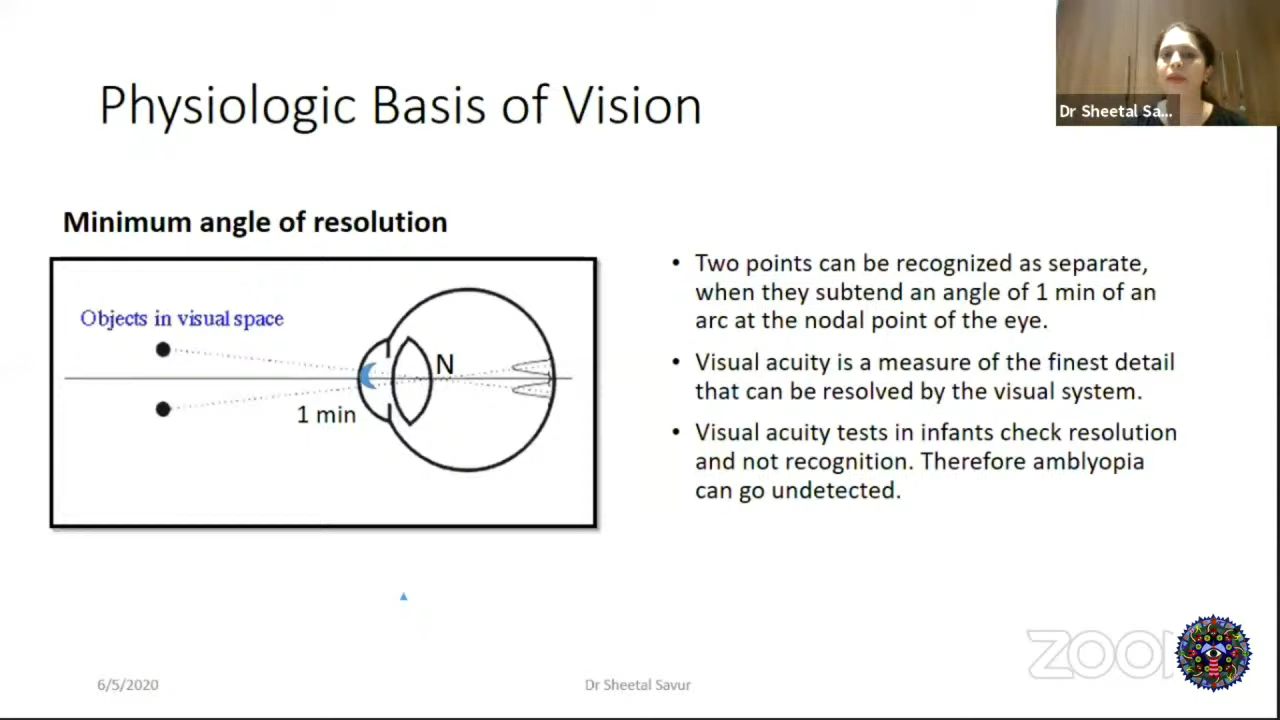 Dr Sheetal Sa...
Physiologic Basis of Vision
Minimum angle of resolution
Objects in visual space
N
1 min
• Two points can be recognized as separate,
when they subtend an angle of 1 min of an
arc at the nodal point of the eye.
• Visual acuity is a measure of the finest detail
that can be resolved by the visual system.
• Visual acuity tests in infants check resolution
and not recognition. Therefore amblyopia
can go undetected.
ZOO
6/5/2020
Dr Sheetal Savur